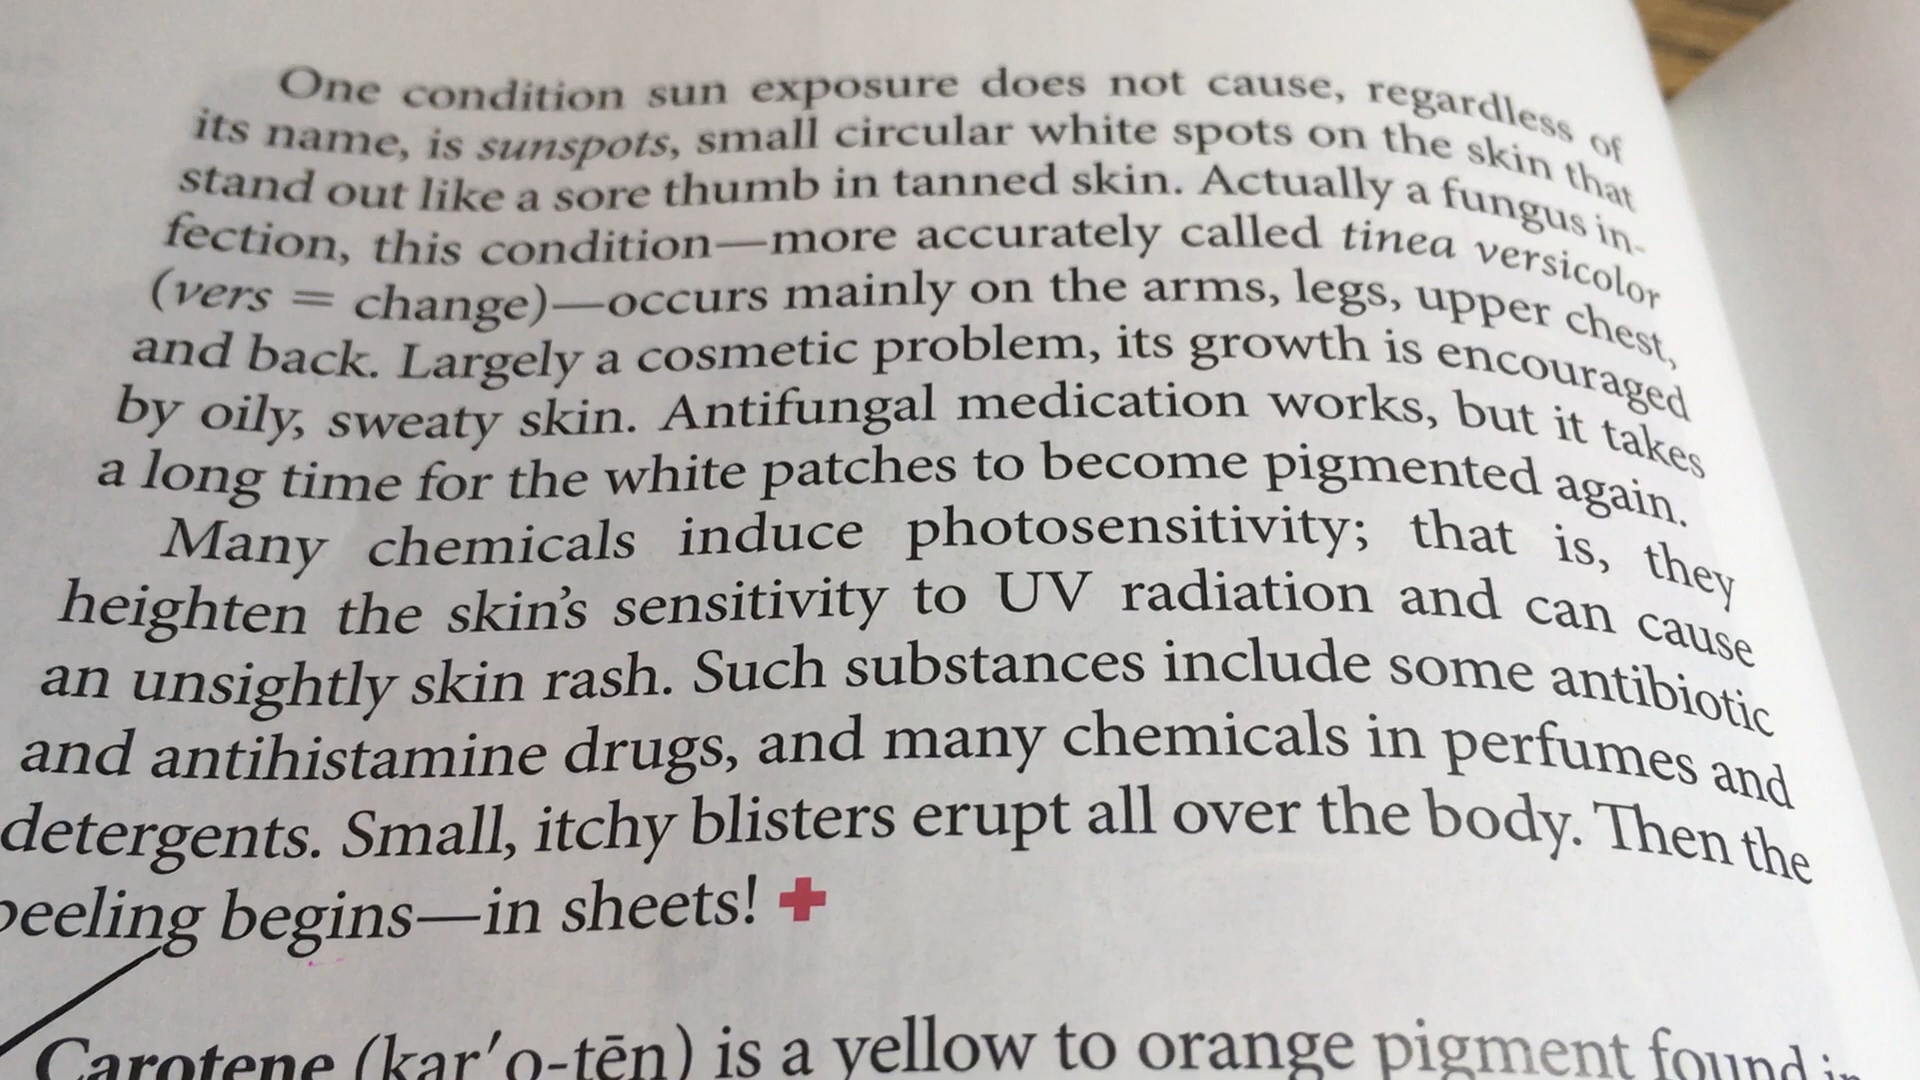 One condition sun exposure does not cause, regardless of
its name, is sunspots, small circular white spots on the skin that
stand out like a sore thumb in tanned skin. Actually a fungus in-
fection, this condition—more accurately called tinea versicolor
(vers = change)—occurs mainly on the arms, legs, upper chest,
and back. Largely a cosmetic problem, its growth is encouraged
by oily, sweaty skin. Antifungal medication works, but it takes
a long time for the white patches to become pigmented again.
Many chemicals induce photosensitivity; that is, they
heighten the skin's sensitivity to UV radiation and can cause
an unsightly skin rash. Such substances include some antibiotic
and antihistamine drugs, and many chemicals in perfumes and
detergents. Small, itchy blisters erupt all over the body. Then the
peeling begins—in sheets!
Carotene (kar′o-tēn) is a yellow to orange pigment found in